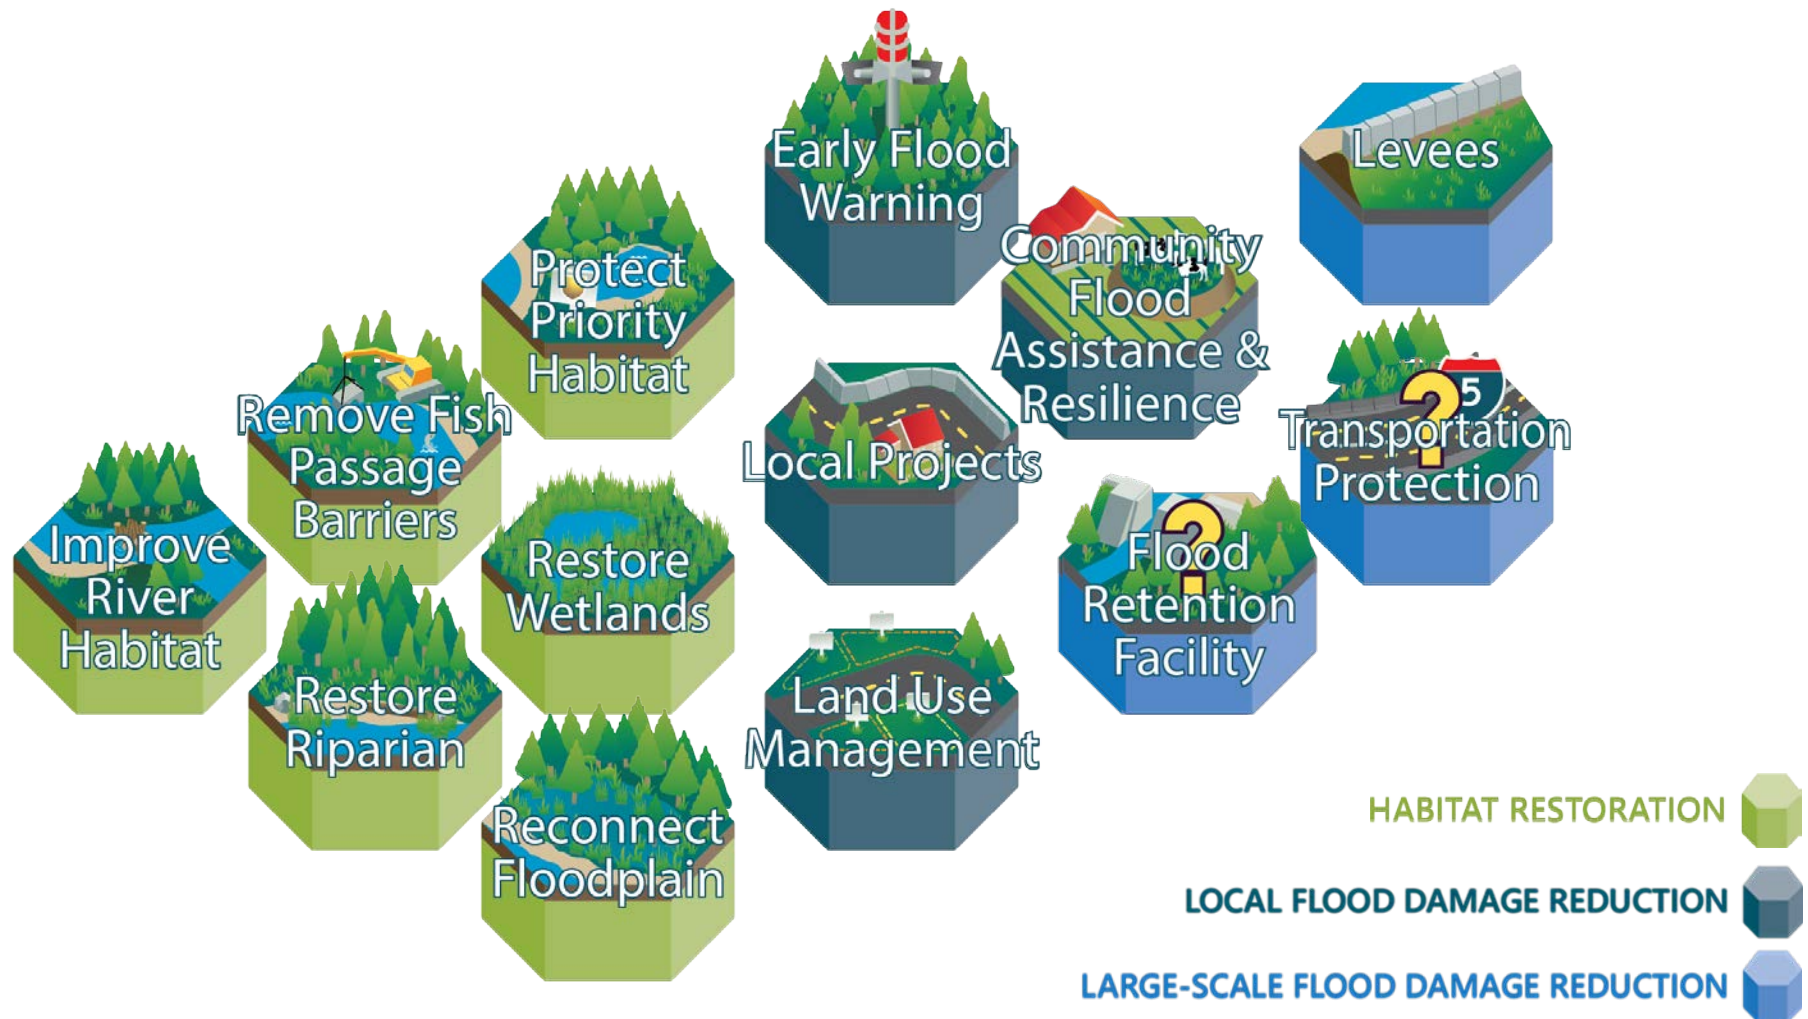 Early Flood
Warning
Levees
Protect
Priority
Habitat
Community
Flood
Assistance &
Resilience
Remove Fish
Passage
Barriers
Local Projects
5
?
Transportation
Protection
Improve
River
Habitat
Restore
Wetlands
?
Flood
Retention
Facility
Restore
Riparian
Land Use
Management
Reconnect
Floodplain
HABITAT RESTORATION
LOCAL FLOOD DAMAGE REDUCTION
LARGE-SCALE FLOOD DAMAGE REDUCTION